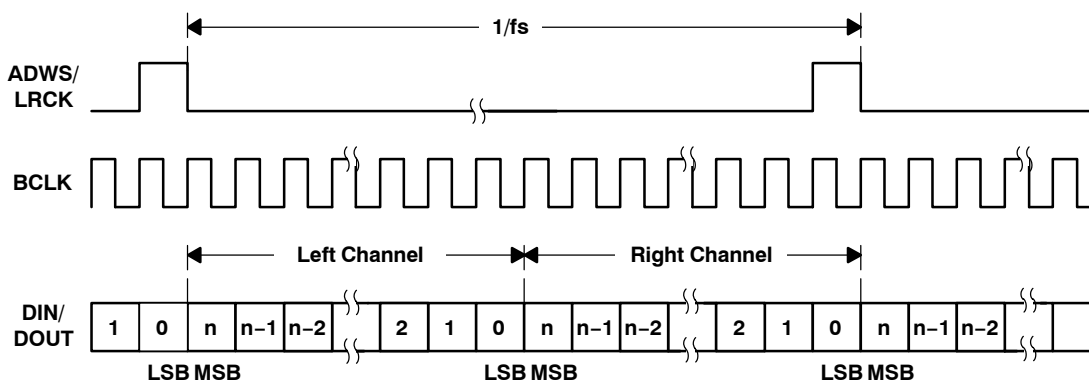 1/fs
ADWS/
LRCK
BCLK
Left Channel Right Channel
DIN/
DOUT
1 0 n n−1 n−2 2 1 0 n n−1 n−2 2 1 0 n n−1 n−2
LSB MSB LSB MSB LSB MSB